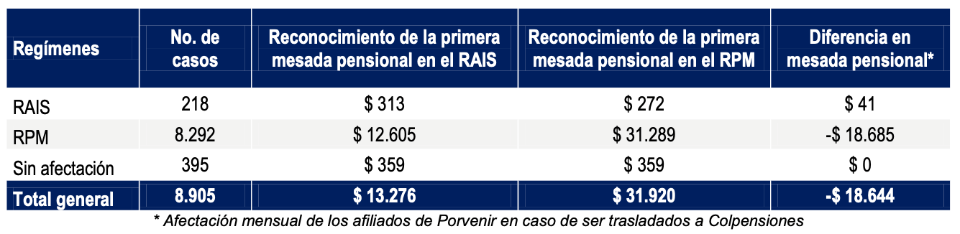 Regímenes No. de casos Reconocimiento de la primera mesada pensional en el RAIS Reconocimiento de la primera mesada pensional en el RPM Diferencia en mesada pensional*
RAIS 218 $ 313 $ 272 $ 41
RPM 8.292 $ 12.605 $ 31.289 -$ 18.685
Sin afectación 395 $ 359 $ 359 $ 0
Total general 8.905 $ 13.276 $ 31.920 -$ 18.644
* Afectación mensual de los afiliados de Porvenir en caso de ser trasladados a Colpensiones